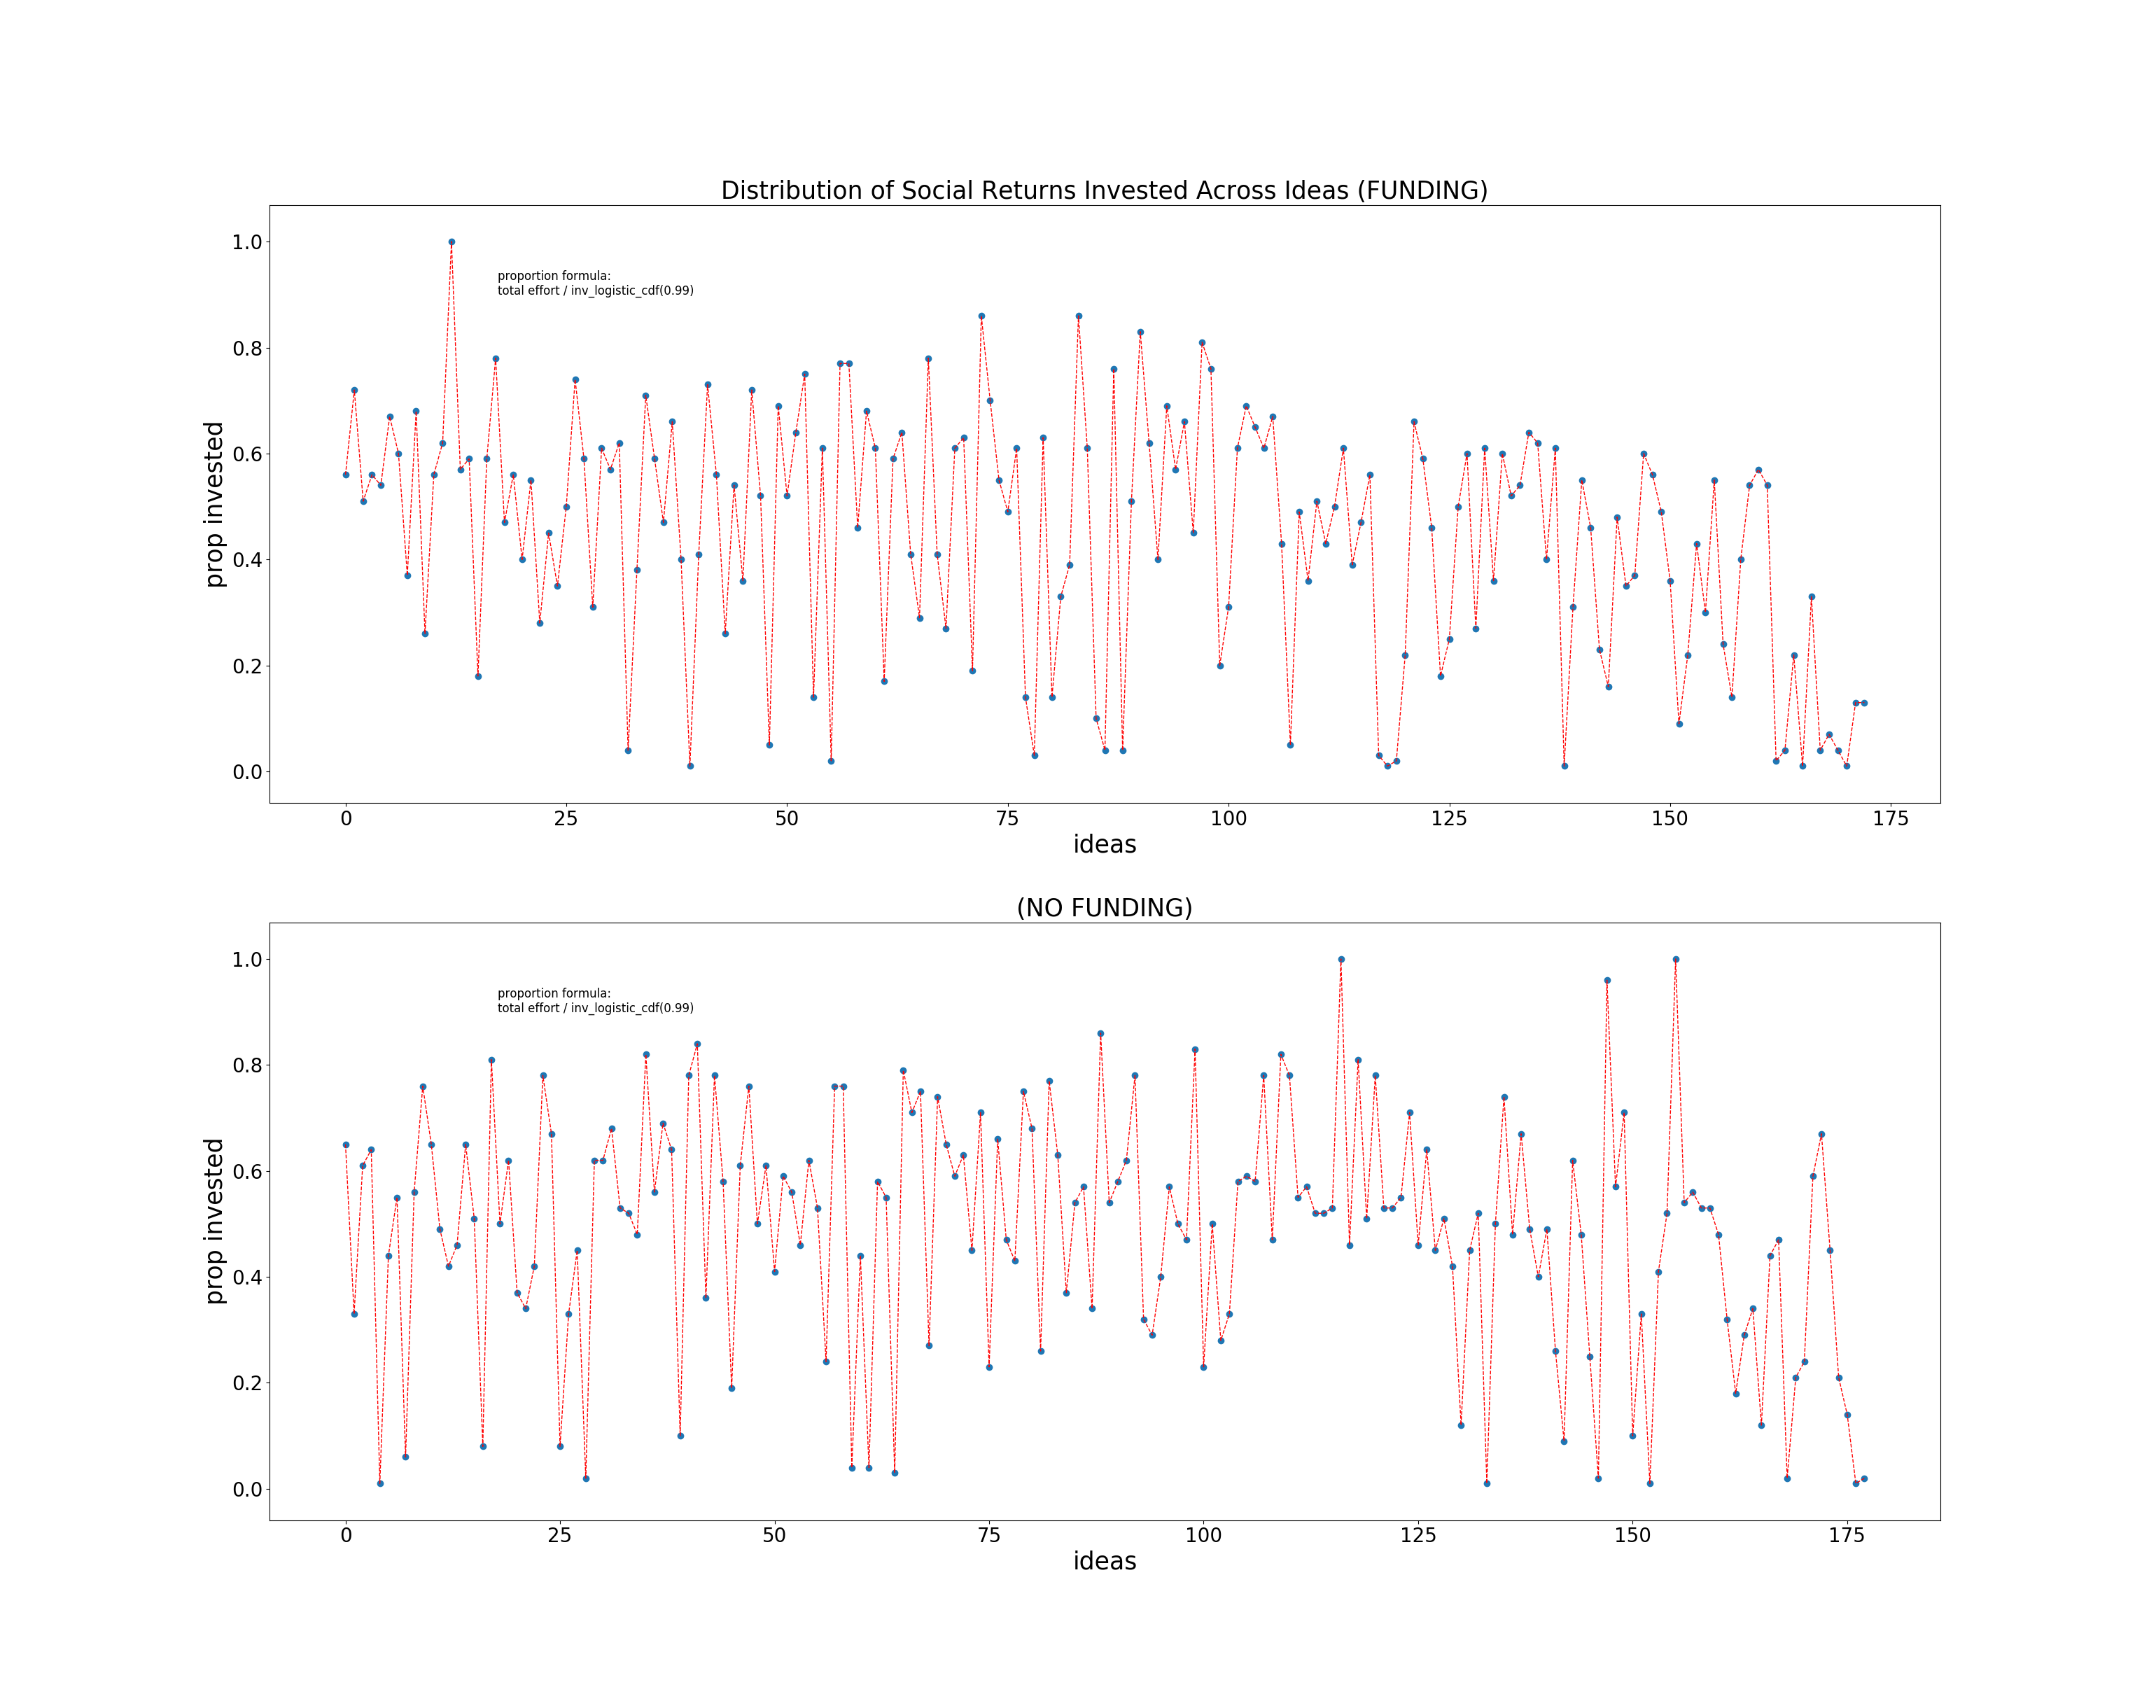 Distribution of Social Returns Invested Across Ideas (FUNDING)
1.0
proportion formula:
total effort / inv_logistic_cdf(0.99)
0.8
0.6
prop invested
0.4
0.2
0.0
0 25 50 75 100 125 150 175
ideas
(NO FUNDING)
1.0
proportion formula:
total effort / inv_logistic_cdf(0.99)
0.8
0.6
prop invested
0.4
0.2
0.0
0 25 50 75 100 125 150 175
ideas